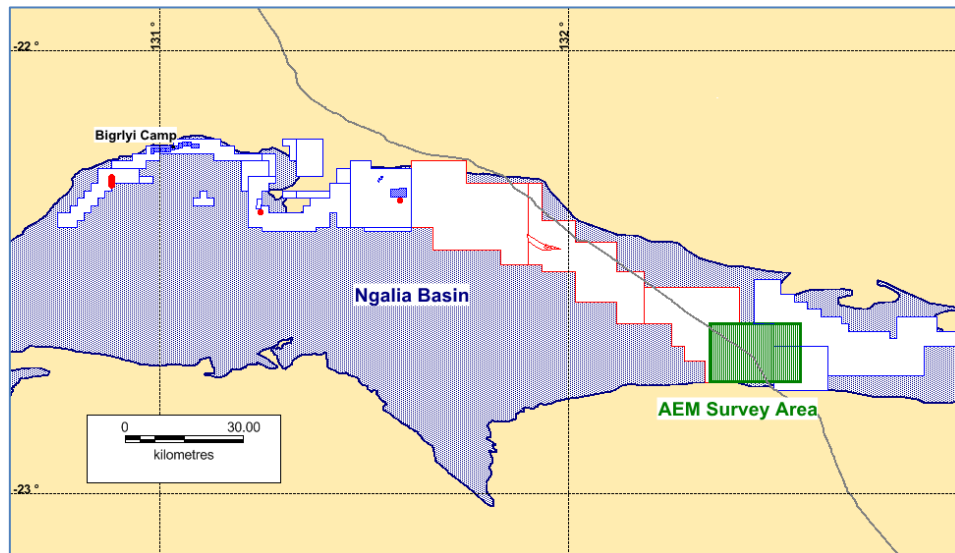 131 °
132 °
-22 °
Bigrlyi Camp
Ngalia Basin
AEM Survey Area
0 30.00
kilometres
-23 °